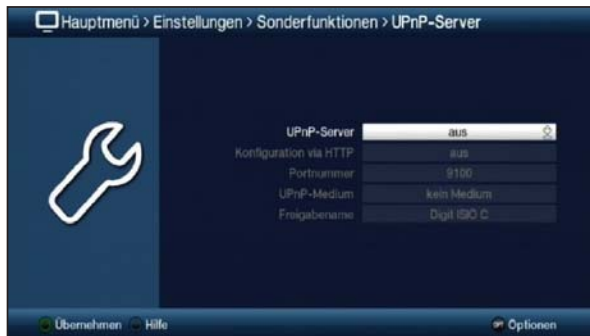 Hauptmenü > Einstellungen > Sonderfunktionen > UPnP-Server
UPnP-Server aus
Konfiguration via HTTP aus
Portnummer 9100
UPnP-Medium kein Medium
Freigabename Digit ISIO C
Übernehmen Hilfe Optionen